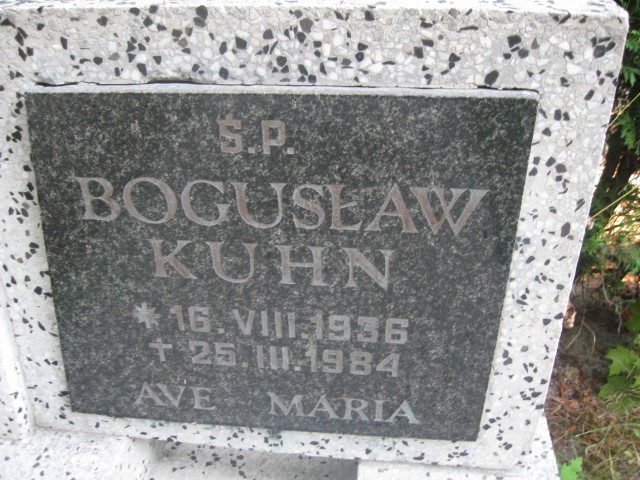 Ś.P.
BOGUSŁAW
KUHN
* 16.VIII.1936
+ 25.III.1984
AVE MARIA